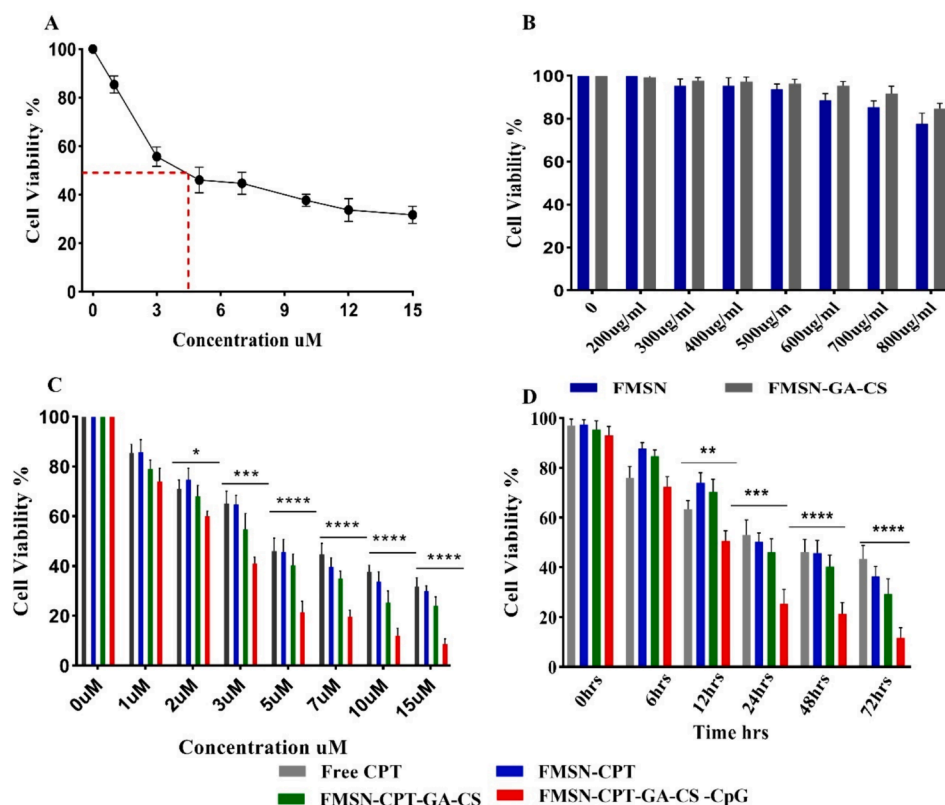 A
Cell Viability %
100
80
60
40
20
0
0
3
6
9
12
15
Concentration uM
B
Cell Viability %
100
80
60
100
20
0
0
200ug/ml
300ug/ml
400ug/ml
500ug/m
600ug/ml
700ug/ml
800ug/ml
FMSN
FMSN-GA-CS
C
Cell Viability %
100
80
60
40
20
0
*
***
****
****
****
****
0uM
1uM
2uM
3uM
5uM
7uM
10uM
15uM
Concentration uM
D
Cell Viability %
100
80
60
40
20
0
**
***
****
****
0hrs
6hrs
12hrs
24hrs
48hrs
72hrs
Time hrs
Free CPT
FMSN-CPT
FMSN-CPT-GA-CS
FMSN-CPT-GA-CS -CpG